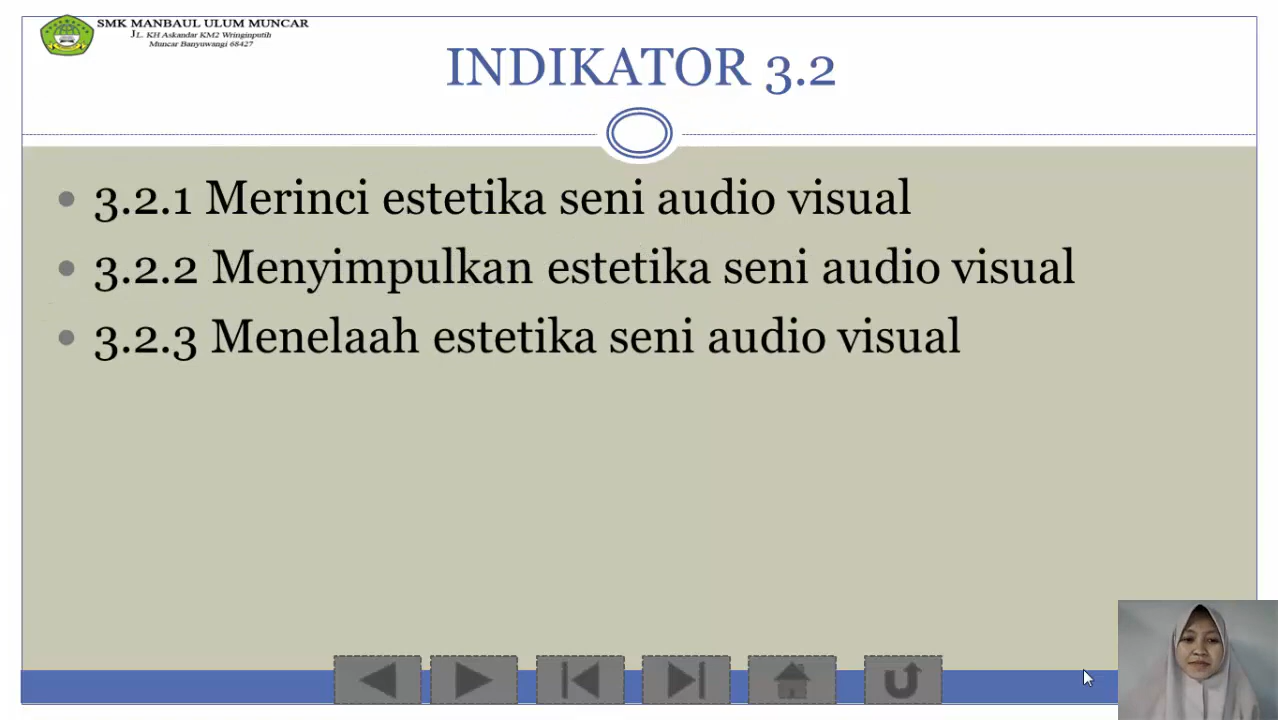 SMK MANBAUL ULUM MUNCAR
JL. KH Askandar KM2 Wringinputih
Muncar Banyuwangi 68427
INDIKATOR 3.2
• 3.2.1 Merinci estetika seni audio visual
• 3.2.2 Menyimpulkan estetika seni audio visual
• 3.2.3 Menelaah estetika seni audio visual